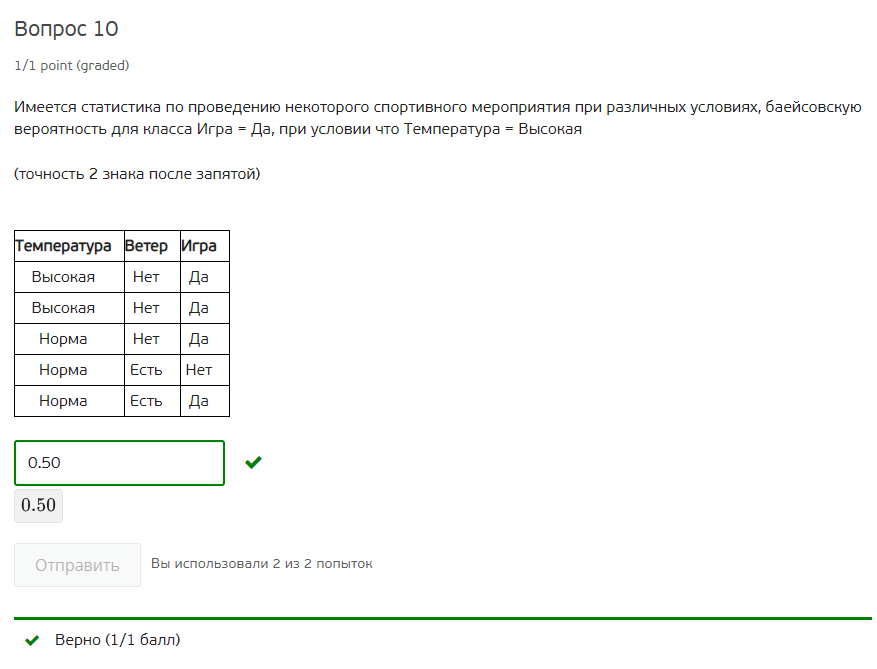 Вопрос 10
1/1 point (graded)
Имеется статистика по проведению некоторого спортивного мероприятия при различных условиях, баейсовскую
вероятность для класса Игра = Да, при условии что Температура = Высокая
(точность 2 знака после запятой)
Температура Ветер Игра
Высокая Нет Да
Высокая Нет Да
Норма Нет Да
Норма Есть Нет
Норма Есть Да
0.50
0.50
Отправить Вы использовали 2 из 2 попыток
Верно (1/1 балл)